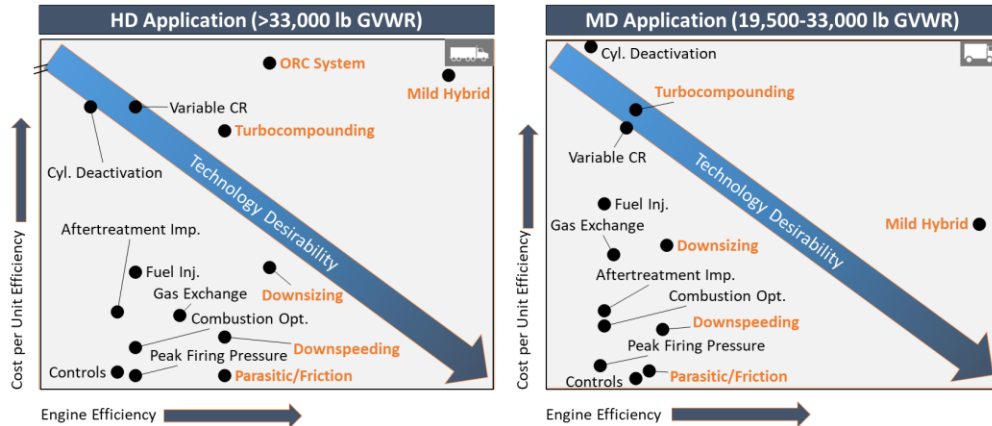 HD Application (>33,000 lb GVWR)
ORC System
Mild Hybrid
Variable CR
Turbocompounding
Cyl. Deactivation
Technology Desirability
Aftertreatment Imp.
Fuel Inj.
Gas Exchange
Downsizing
Combustion Opt.
Downspeeding
Peak Firing Pressure
Controls
Parasitic/Friction
Cost per Unit Efficiency
Engine Efficiency
MD Application (19,500-33,000 lb GVWR)
Cyl. Deactivation
Turbocompounding
Variable CR
Technology Desirability
Fuel Inj.
Gas Exchange
Mild Hybrid
Downsizing
Aftertreatment Imp.
Combustion Opt.
Downspeeding
Peak Firing Pressure
Controls
Parasitic/Friction
Cost per Unit Efficiency
Engine Efficiency